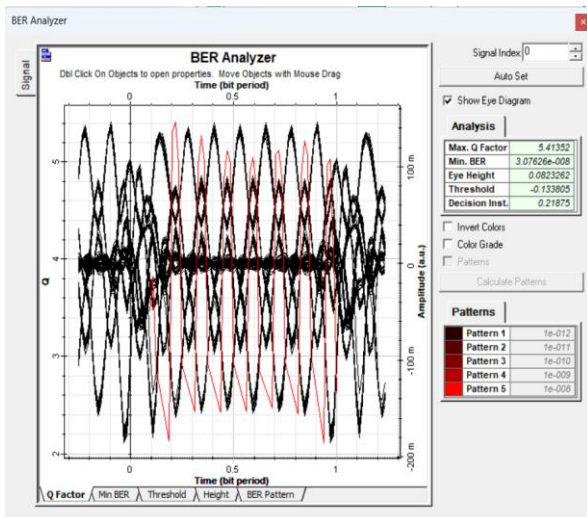 BER Analyzer
Signal
BER Analyzer
Dbl Click On Objects to open properties. Move Objects with Mouse Drag
Time (bit period)
0 0.5 1
5
4
3
2
Q
100 m
0
-100 m
-200 m
Amplitude (a.u.)
0 0.5 1
Time (bit period)
Q Factor Min BER Threshold Height BER Pattern
Signal Index: 0
Auto Set
Show Eye Diagram
Analysis
Max. Q Factor 5.41352
Min. BER 3.07626e-008
Eye Height 0.0823262
Threshold -0.133805
Decision Inst. 0.21875
Invert Colors
Color Grade
Patterns
Calculate Patterns
Patterns
Pattern 1 1e-012
Pattern 2 1e-011
Pattern 3 1e-010
Pattern 4 1e-009
Pattern 5 1e-008